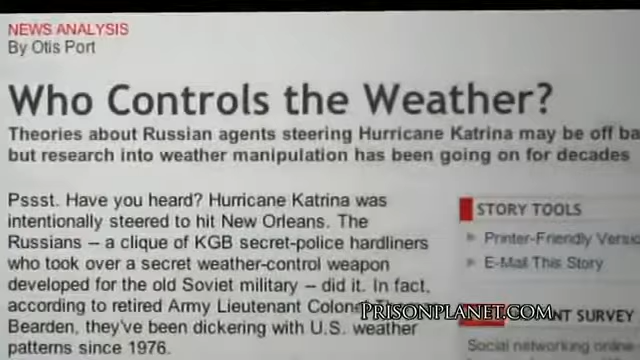 NEWS ANALYSIS
By Otis Port
Who Controls the Weather?
Theories about Russian agents steering Hurricane Katrina may be off
but research into weather manipulation has been going on for decades
Pssst. Have you heard? Hurricane Katrina was
intentionally steered to hit New Orleans. The
Russians – a clique of KGB secret-police hardliners
who took over a secret weather-control weapon
developed for the old Soviet military – did it. In fact,
according to retired Army Lieutenant
Bearden, they've been dickering with U.S. weather
patterns since 1976.
STORY TOOLS
Printer-Friendly
E-Mail This Story
PRISONPLANET.COM
SURVEY
Social networking online